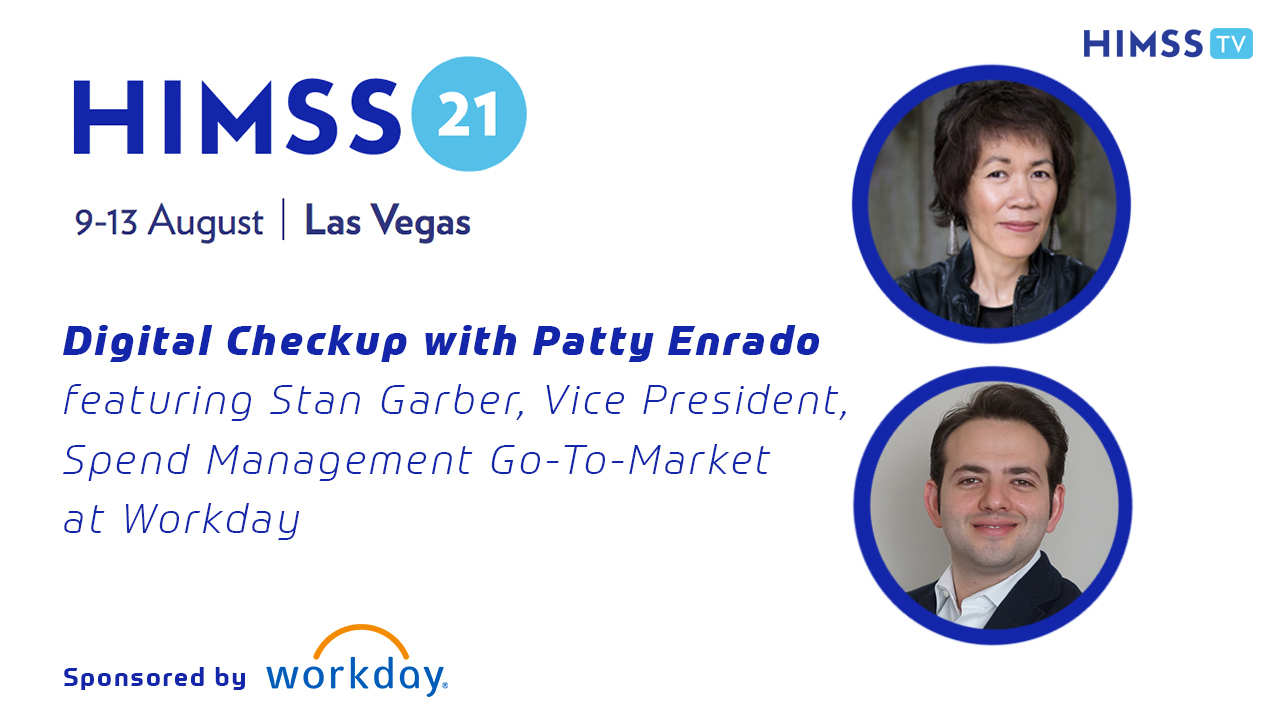 HIMSS TV
HIMSS 21
9-13 August | Las Vegas
Digital Checkup with Patty Enrado
featuring Stan Garber, Vice President,
Spend Management Go-To-Market
at Workday
Sponsored by workday®